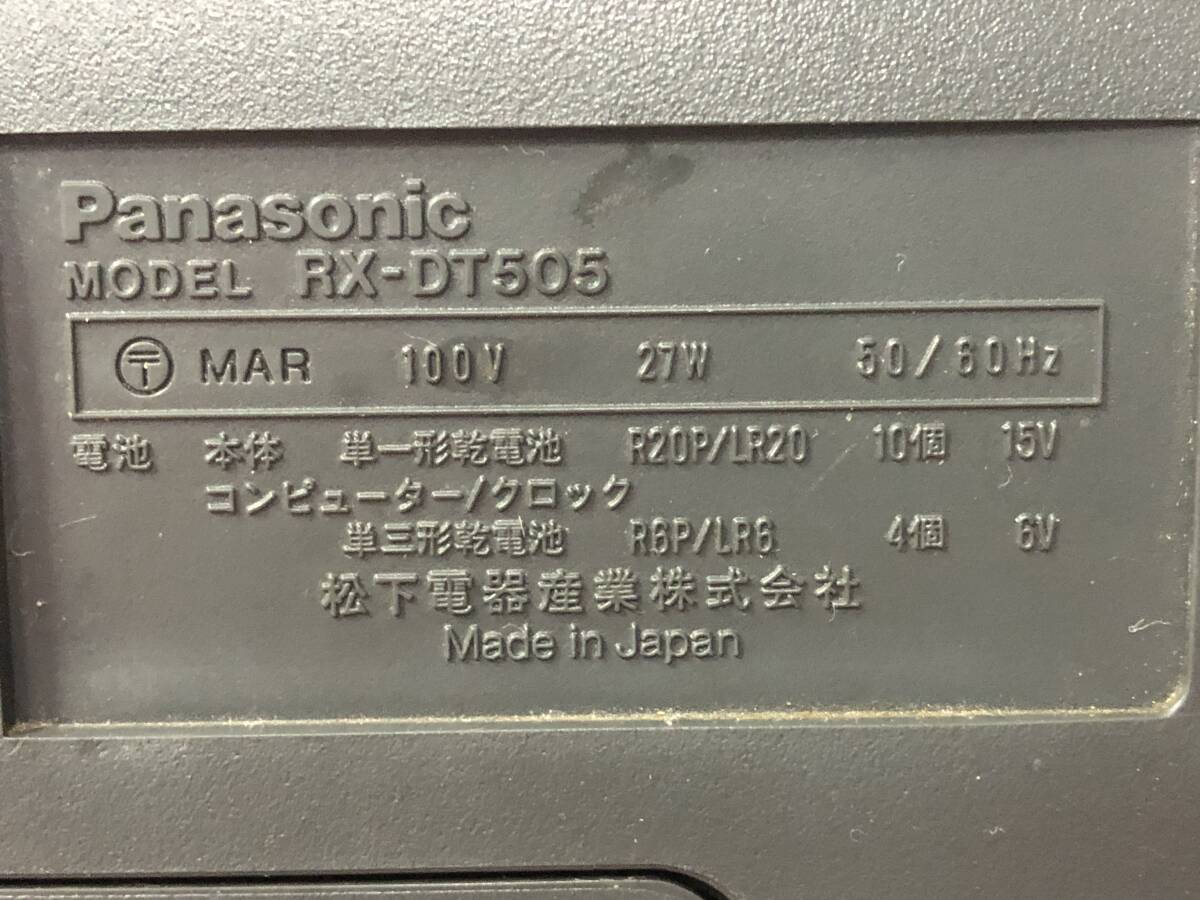 Panasonic
MODEL RX-DT505
〶 MAR 100V 27W 50/60Hz
電池 本体 単一形乾電池 R20P/LR20 10個 15V
コンピューター/クロック
単三形乾電池 R6P/LR6 4個 6V
松下電器産業株式会社
Made in Japan